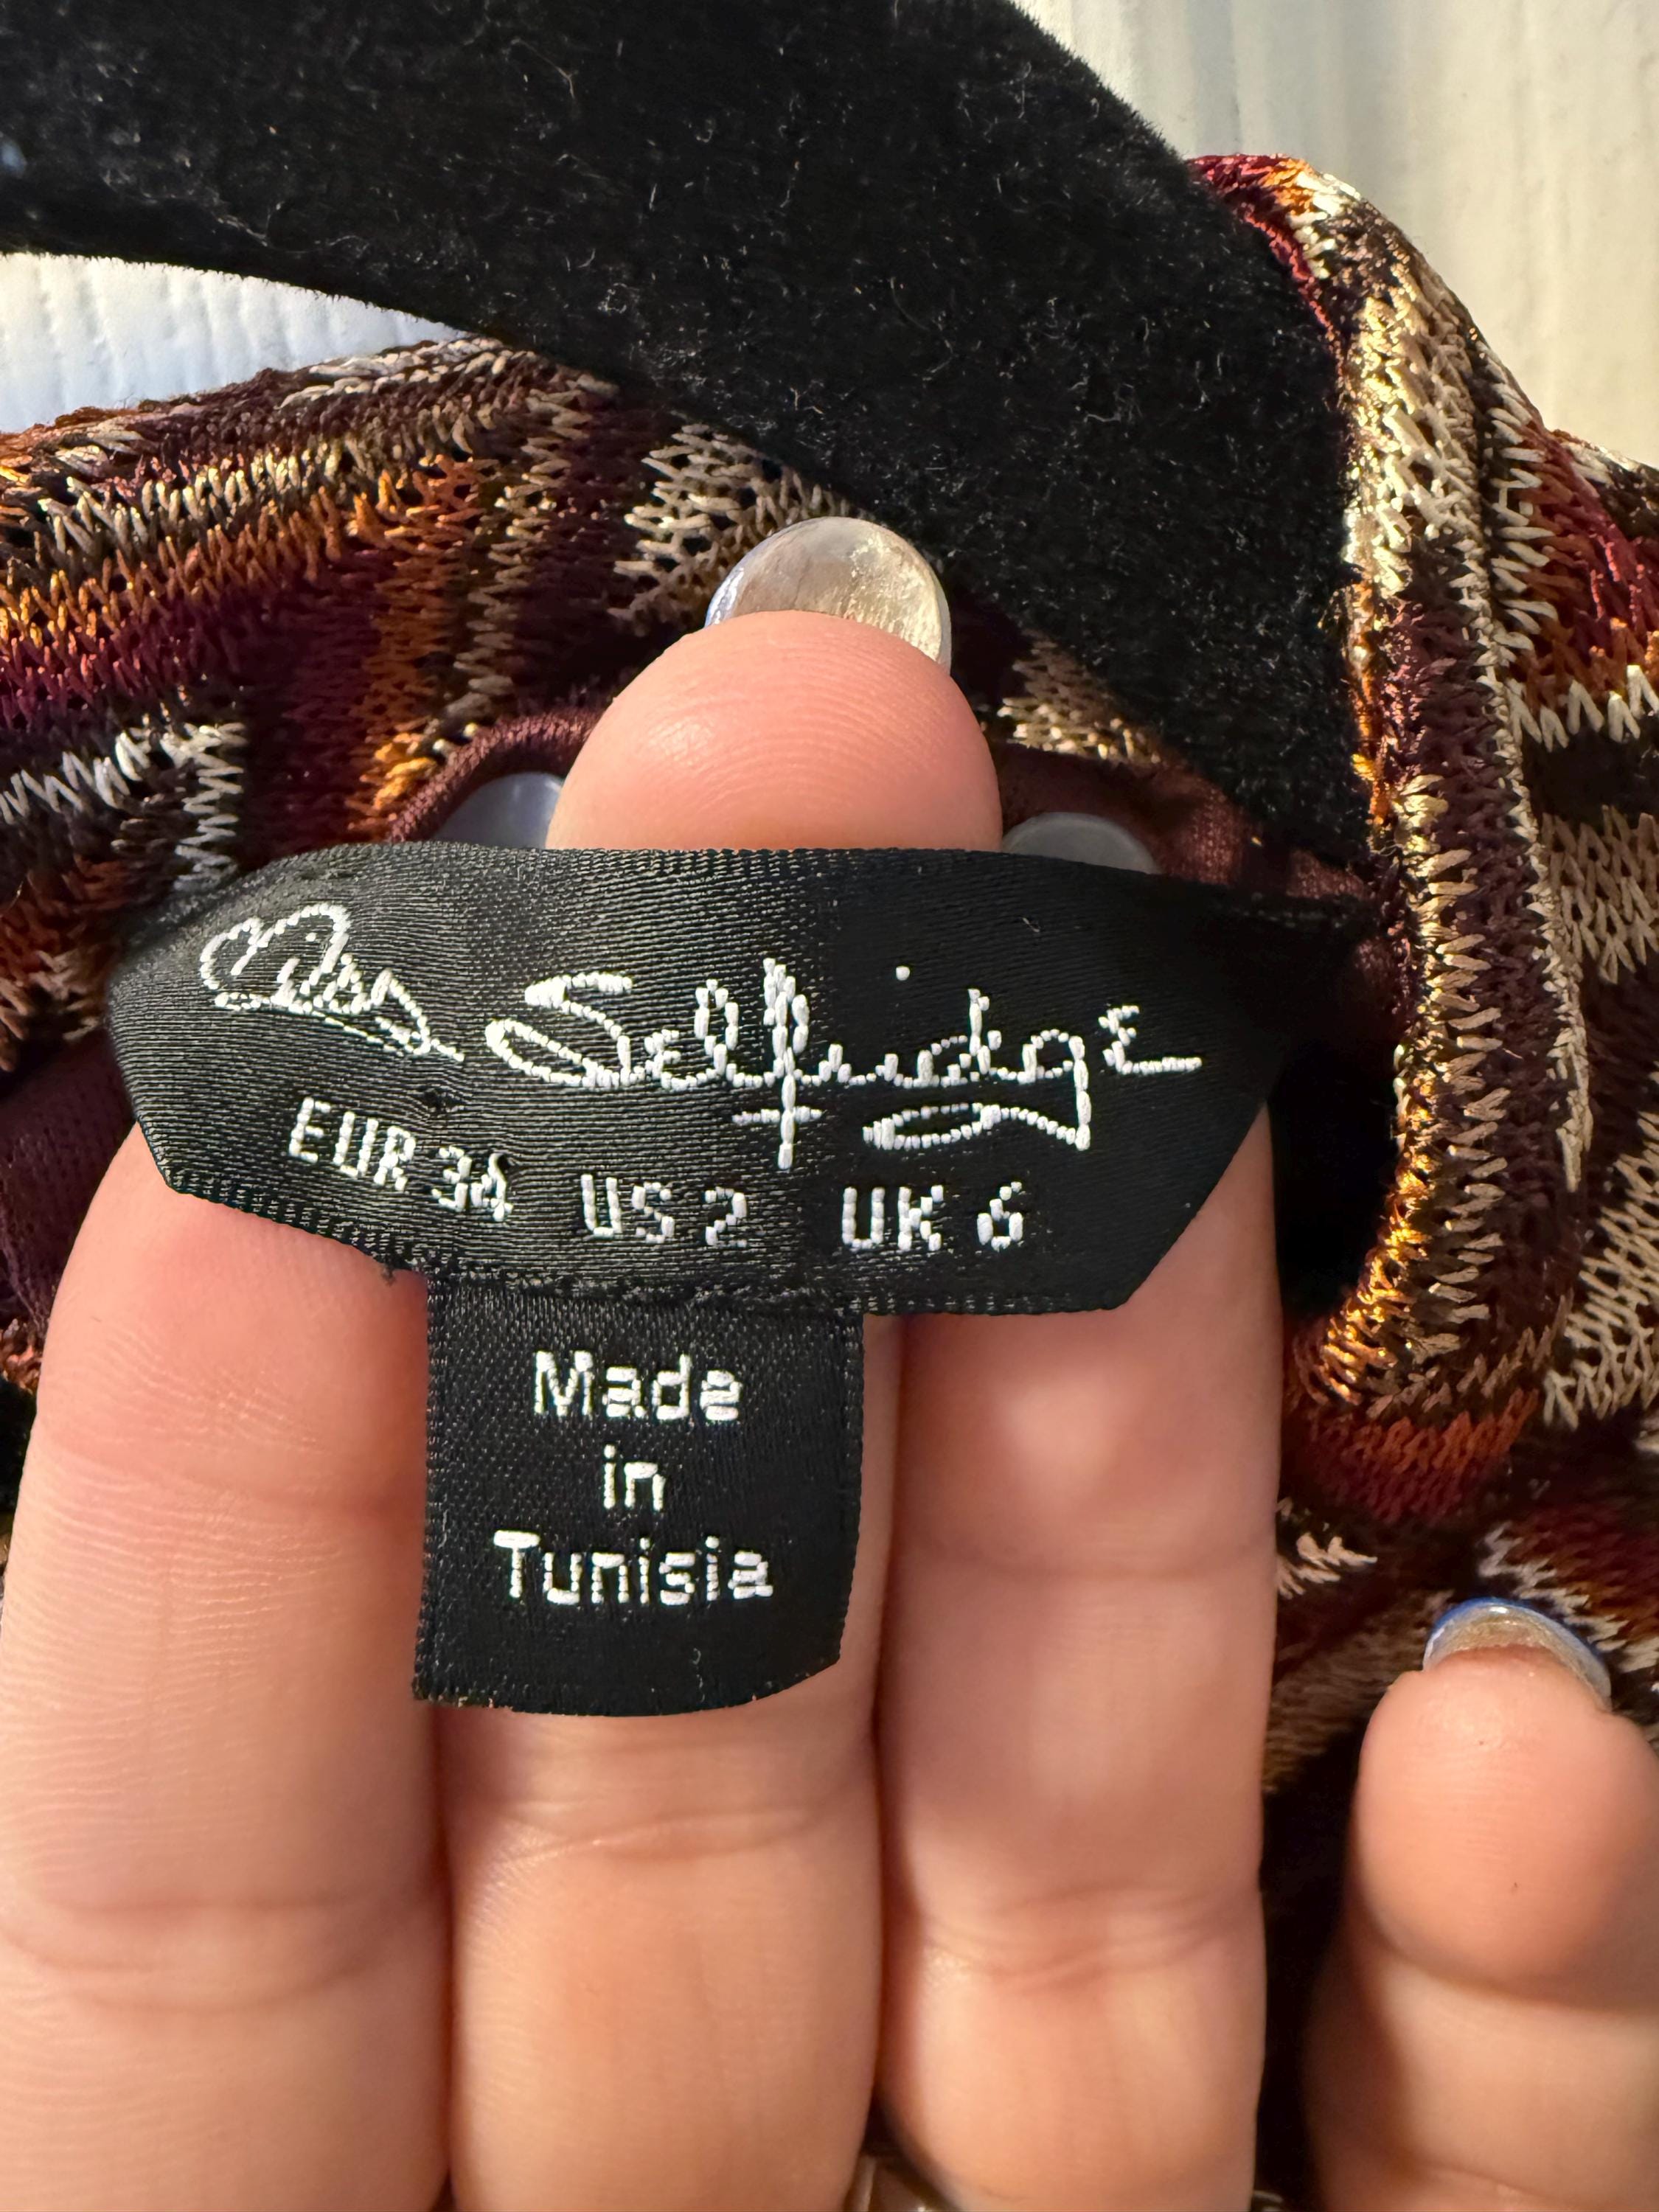 Miss Selfridge
EUR 34 US 2 UK 6
Made
in
Tunisia